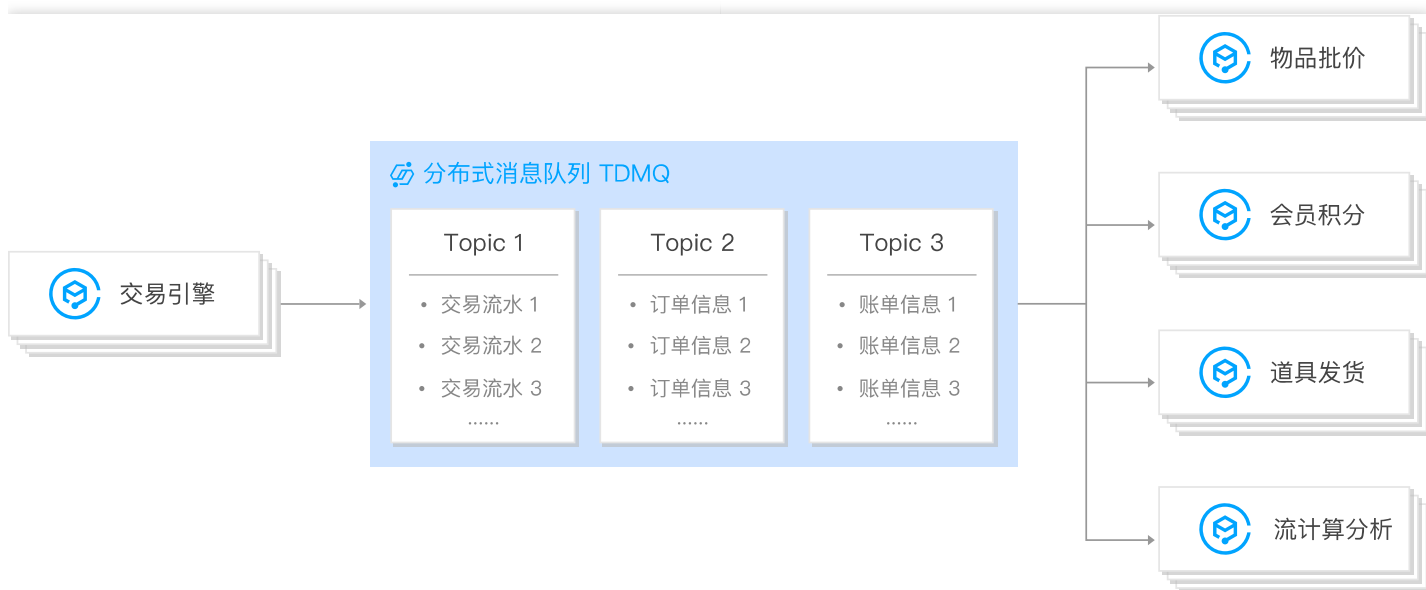 交易引擎
分布式消息队列 TDMQ
Topic 1
• 交易流水 1
• 交易流水 2
• 交易流水 3
......
Topic 2
• 订单信息 1
• 订单信息 2
• 订单信息 3
......
Topic 3
• 账单信息 1
• 账单信息 2
• 账单信息 3
......
物品批价
会员积分
道具发货
流计算分析